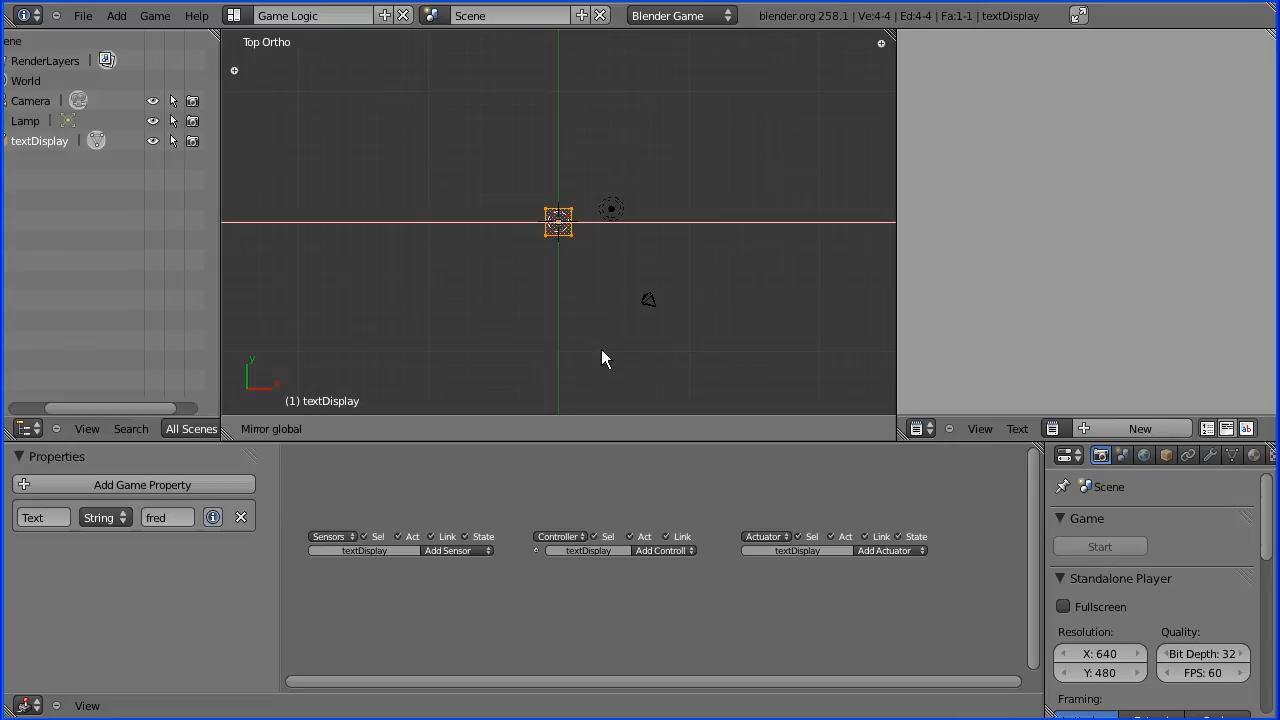 File Add Game Help Game Logic Scene Blender Game blender.org 258.1 | Ve:4-4 | Ed:4-4 | Fa:1-1 | textDisplay
ene
RenderLayers
World
Camera
Lamp
textDisplay
Top Ortho
y
(1) textDisplay
View Search All Scenes
Mirror global
View Text New
Properties
Add Game Property
Text String fred
Sensors Sel Act Link State
textDisplay Add Sensor
Controller Sel Act Link
textDisplay Add Controll
Actuator Sel Act Link State
textDisplay Add Actuator
Scene
Game
Start
Standalone Player
Fullscreen
Resolution: Quality:
X: 640 Bit Depth: 32
Y: 480 FPS: 60
Framing:
View